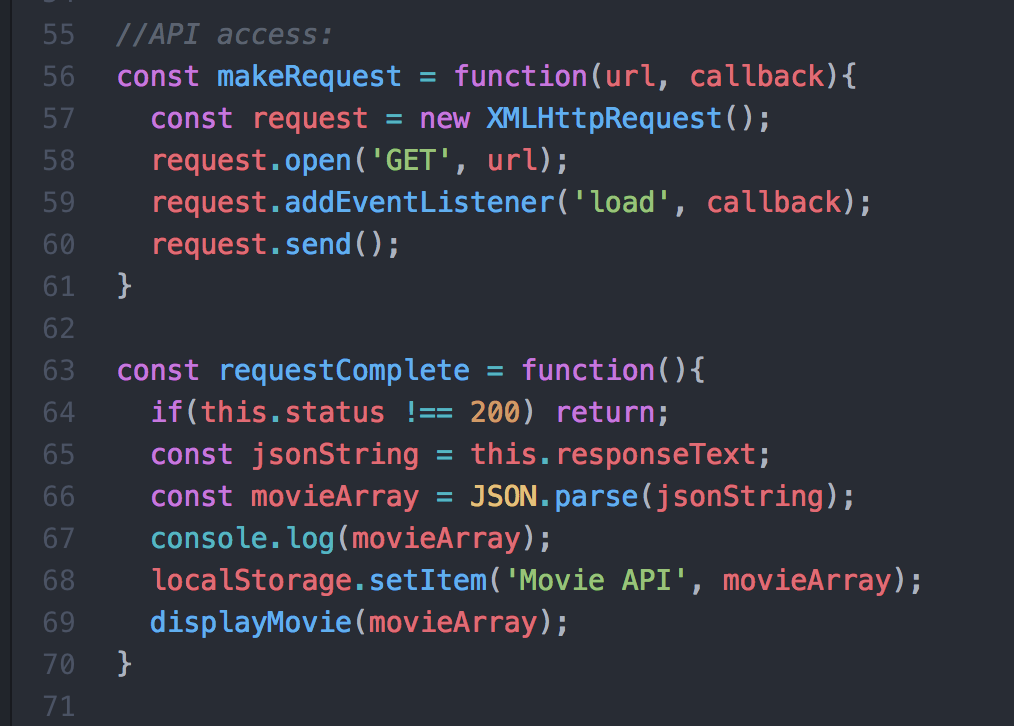 55 //API access:
56 const makeRequest = function(url, callback){
57   const request = new XMLHttpRequest();
58   request.open('GET', url);
59   request.addEventListener('load', callback);
60   request.send();
61 }
62
63 const requestComplete = function(){
64   if(this.status !== 200) return;
65   const jsonString = this.responseText;
66   const movieArray = JSON.parse(jsonString);
67   console.log(movieArray);
68   localStorage.setItem('Movie API', movieArray);
69   displayMovie(movieArray);
70 }
71